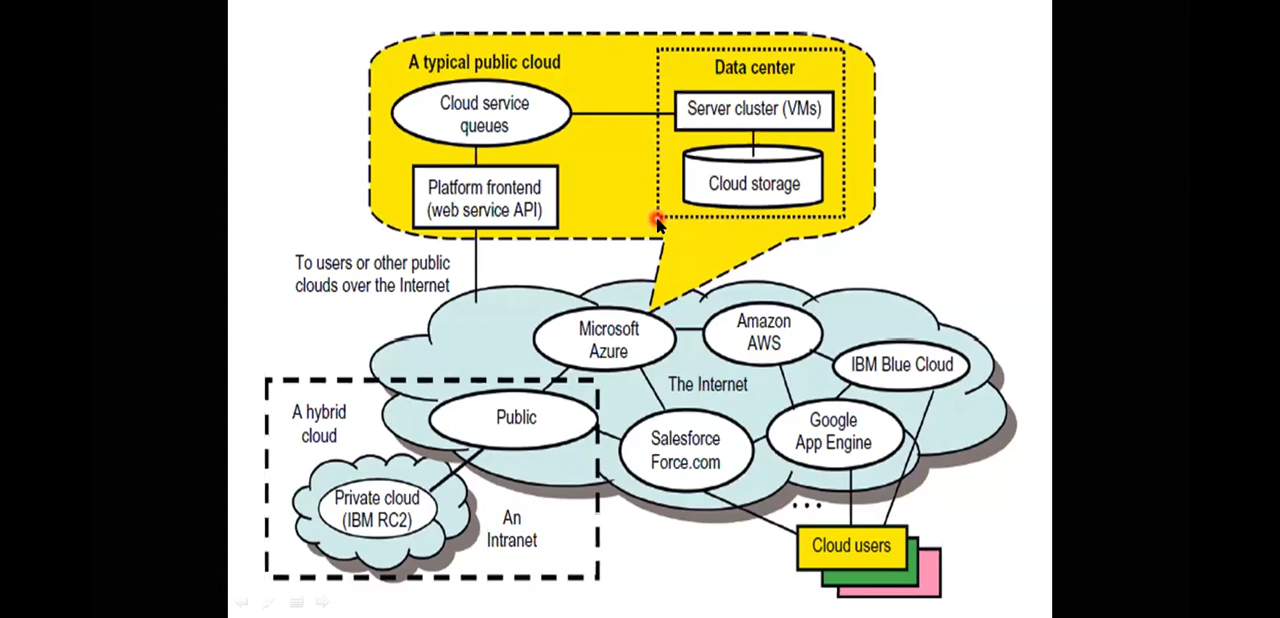 A typical public cloud
Data center
Cloud service
queues
Server cluster (VMs)
Platform frontend
(web service API)
Cloud storage
To users or other public
clouds over the Internet
Microsoft
Azure
Amazon
AWS
IBM Blue Cloud
The Internet
A hybrid
cloud
Public
Salesforce
Force.com
Google
App Engine
Private cloud
(IBM RC2)
An
Intranet
...
Cloud users